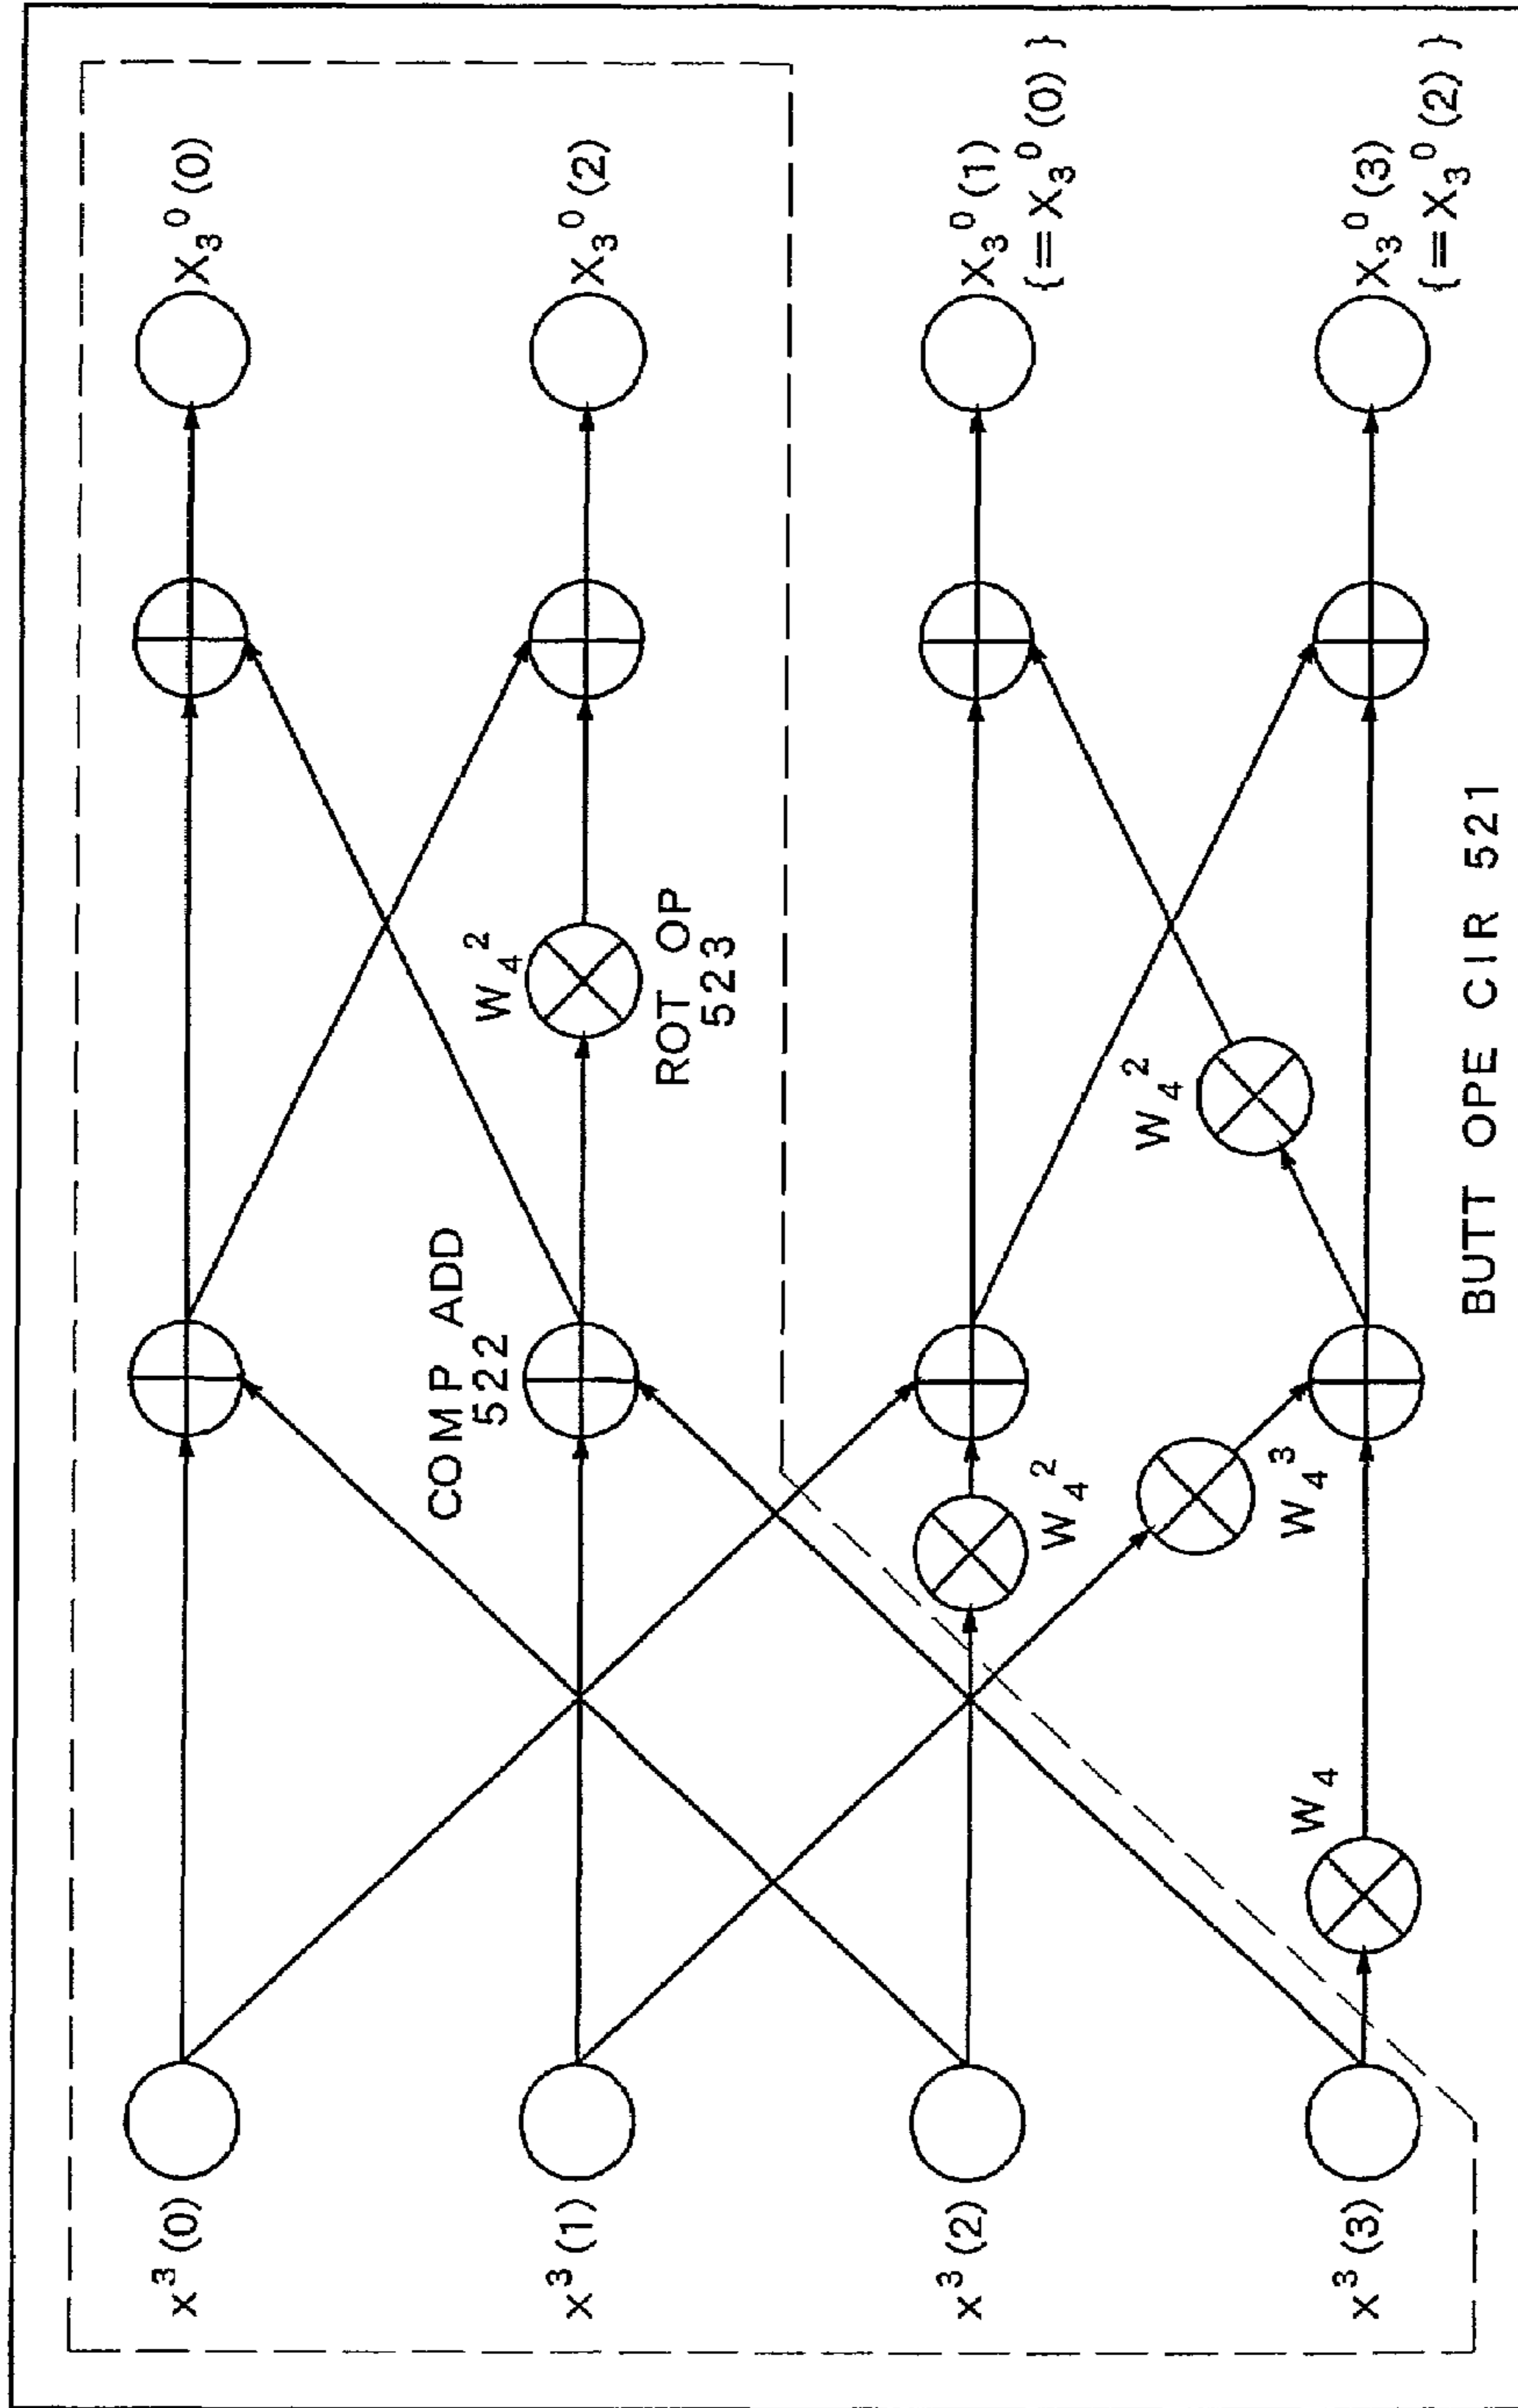 x³(0)
x³(1)
x³(2)
x³(3)
COMP ADD
522
W₄²
ROT OP
523
W₄²
W₄³
W₄
W₄²
X₃⁰(0)
X₃⁰(2)
X₃⁰(1)
{=X₃⁰(0)}
X₃⁰(3)
{=X₃⁰(2)}
BUTT OPE CIR 521